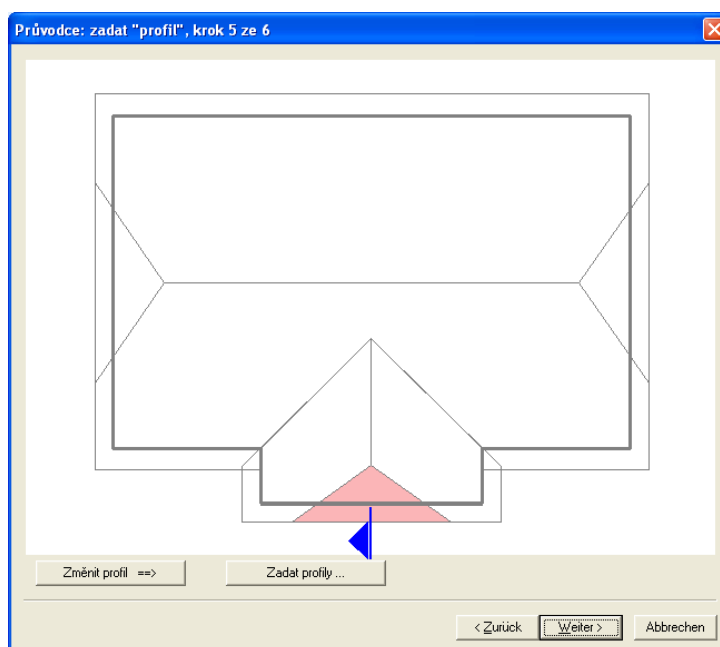 Průvodce: zadat "profil", krok 5 ze 6
Změnit profil ==>
Zadat profily ...
< Zurück
Weiter >
Abbrechen